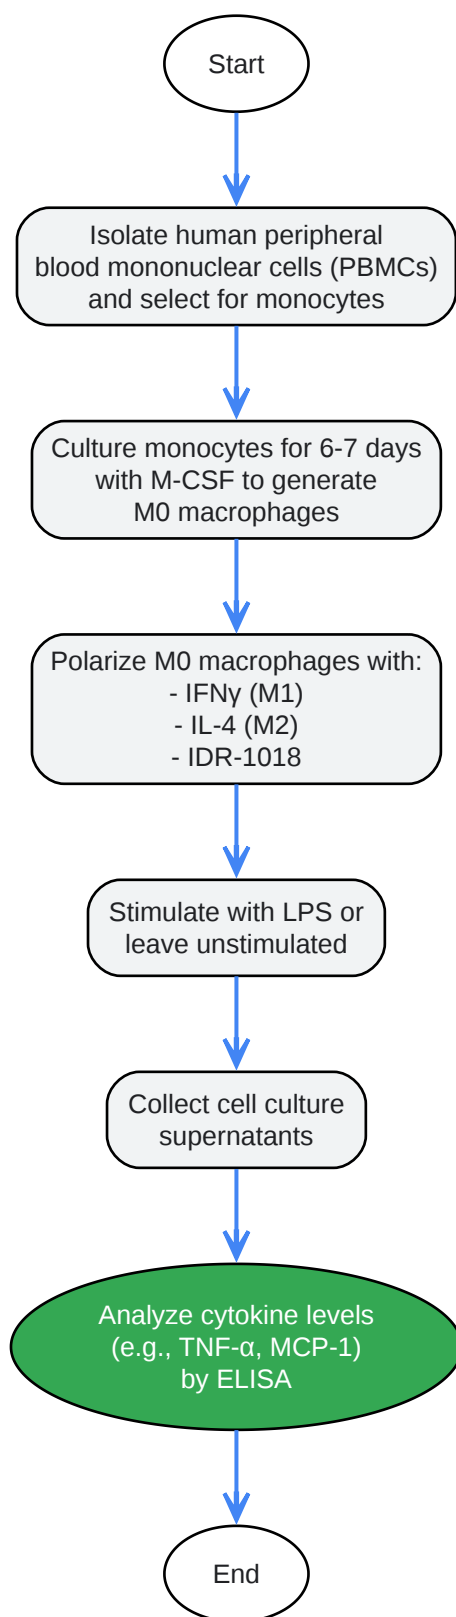 Start
Isolate human peripheral
blood mononuclear cells (PBMCs)
and select for monocytes
Culture monocytes for 6-7 days
with M-CSF to generate
M0 macrophages
Polarize M0 macrophages with:
- IFNγ (M1)
- IL-4 (M2)
- IDR-1018
Stimulate with LPS or
leave unstimulated
Collect cell culture
supernatants
Analyze cytokine levels
(e.g., TNF-α, MCP-1)
by ELISA
End